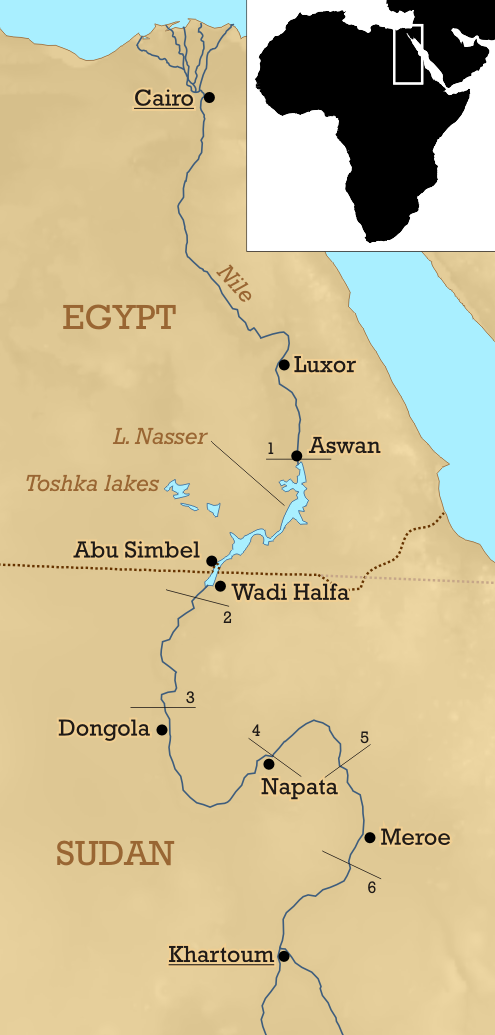 Cairo
Nile
EGYPT
Luxor
L. Nasser
1
Aswan
Toshka lakes
Abu Simbel
Wadi Halfa
2
3
Dongola
4
5
Napata
Meroe
SUDAN
6
Khartoum